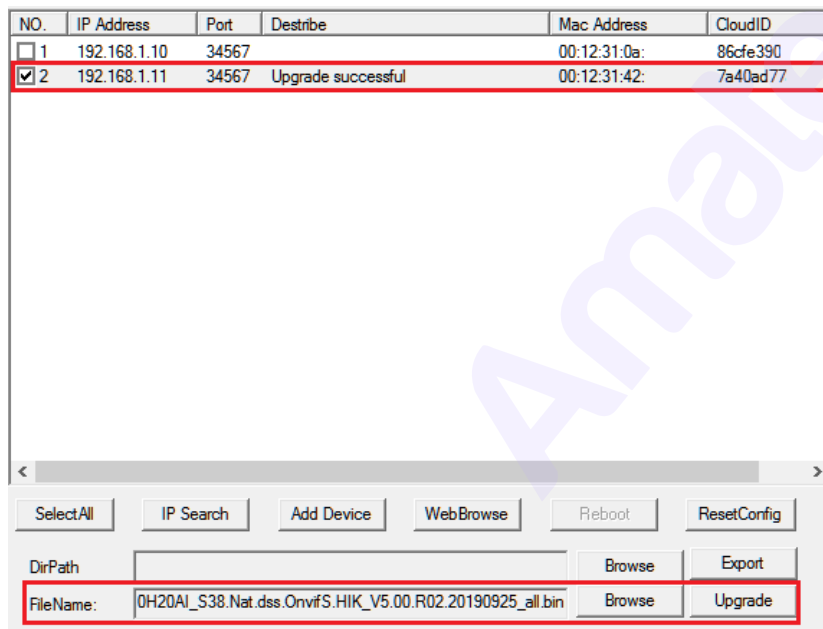 NO. IP Address Port Destribe Mac Address CloudID
1 192.168.1.10 34567 00:12:31:0a: 86cfe390
2 192.168.1.11 34567 Upgrade successful 00:12:31:42: 7a40ad77
SelectAll IP Search Add Device WebBrowse Reboot ResetConfig
DirPath Browse Export
FileName: 0H20AI_S38.Nat.dss.OnvifS.HIK_V5.00.R02.20190925_all.bin Browse Upgrade